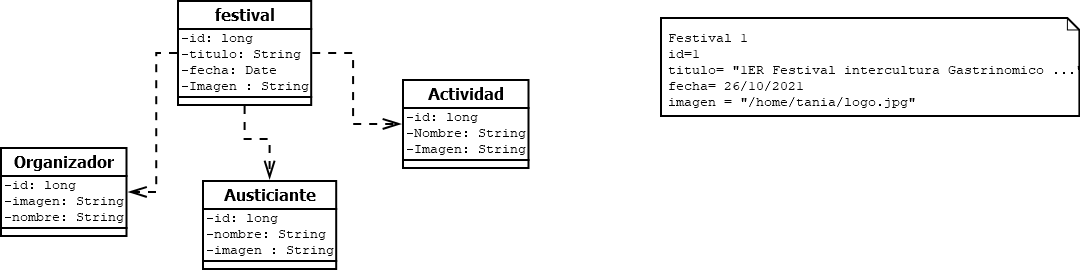 festival
-id: long
-titulo: String
-fecha: Date
-Imagen : String
Organizador
-id: long
-imagen: String
-nombre: String
Austiciante
-id: long
-nombre: String
-imagen : String
Actividad
-id: long
-Nombre: String
-Imagen: String
Festival 1
id=1
titulo= "1ER Festival intercultura Gastrinomico ..."
fecha= 26/10/2021
imagen = "/home/tania/logo.jpg"